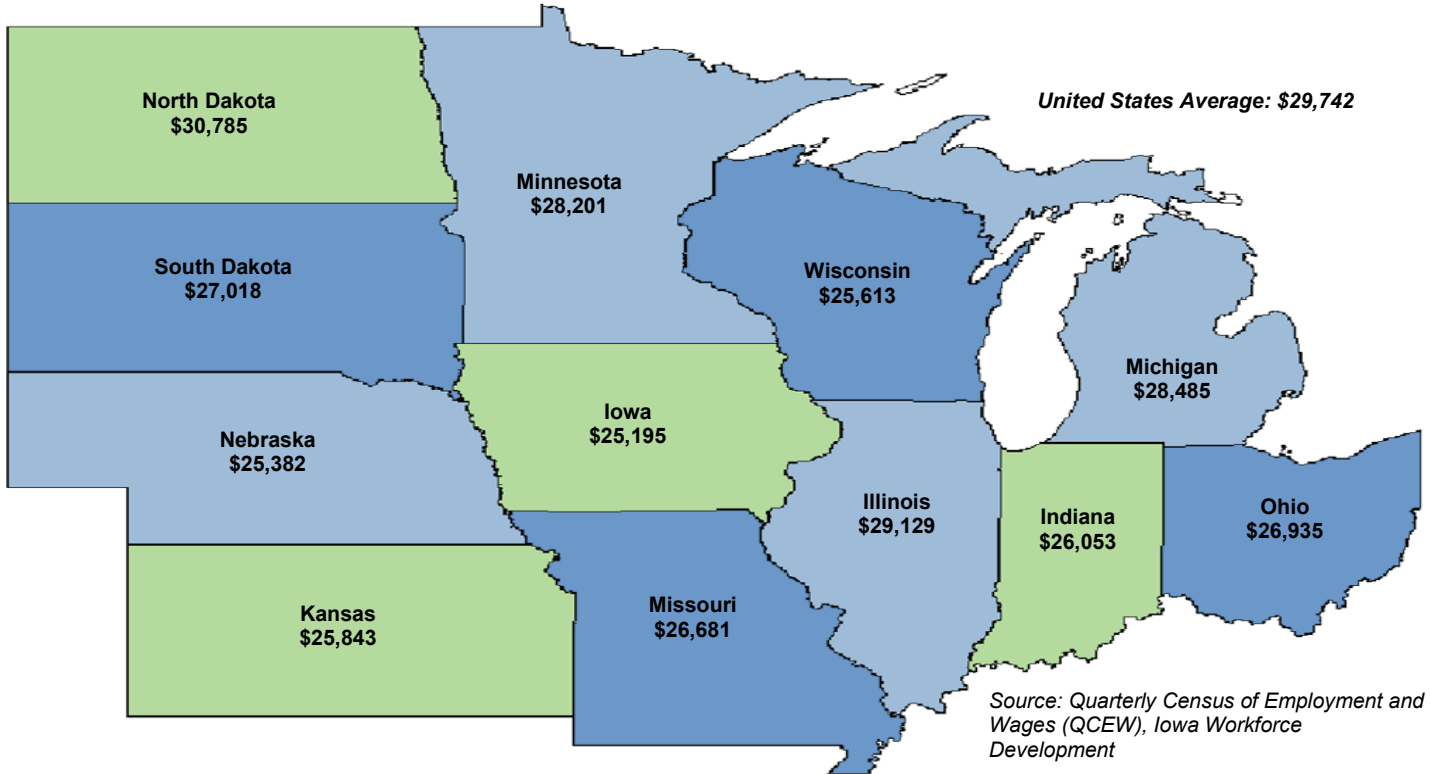 North Dakota
$30,785
United States Average: $29,742
Minnesota
$28,201
South Dakota
$27,018
Wisconsin
$25,613
Michigan
$28,485
Iowa
$25,195
Nebraska
$25,382
Illinois
$29,129
Indiana
$26,053
Ohio
$26,935
Kansas
$25,843
Missouri
$26,681
Source: Quarterly Census of Employment and
Wages (QCEW), Iowa Workforce
Development